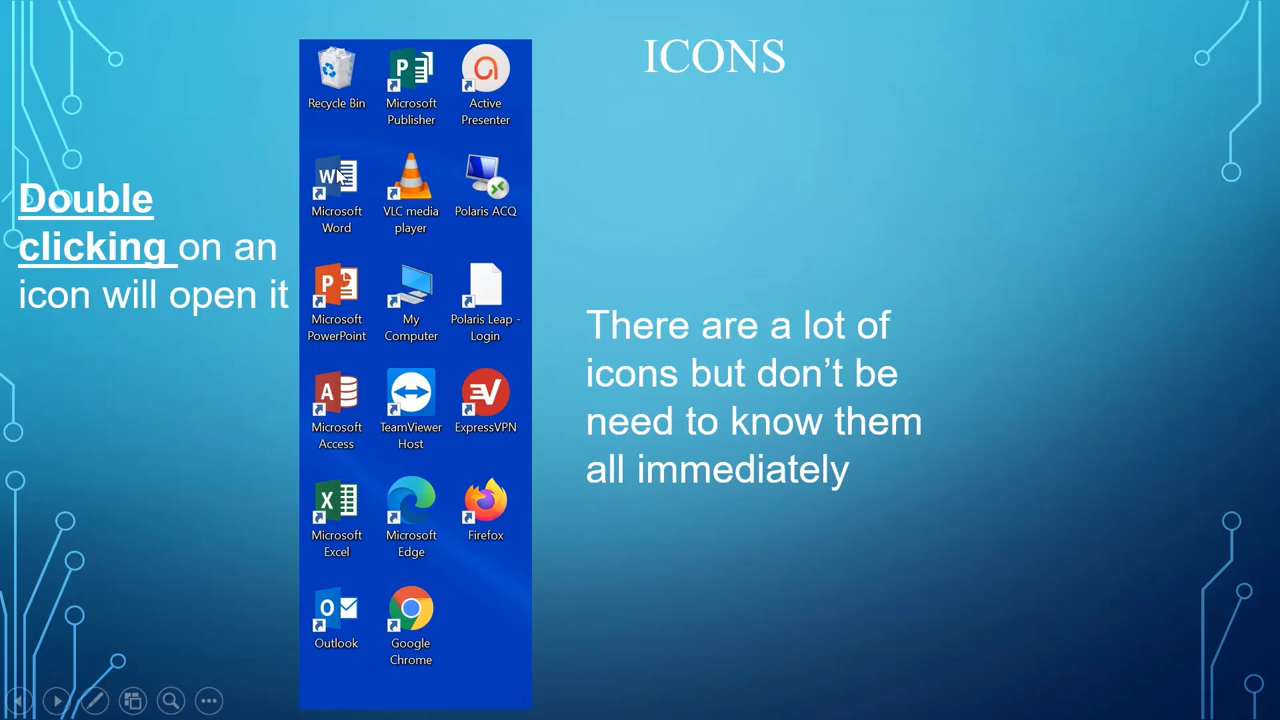 ICONS
Double
clicking on an
icon will open it
Recycle Bin
Microsoft
Publisher
Active
Presenter
Microsoft
Word
VLC media
player
Polaris ACQ
Microsoft
PowerPoint
My
Computer
Polaris Leap -
Login
Microsoft
Access
TeamViewer
Host
ExpressVPN
Microsoft
Excel
Microsoft
Edge
Firefox
Outlook
Google
Chrome
There are a lot of
icons but don’t be
need to know them
all immediately